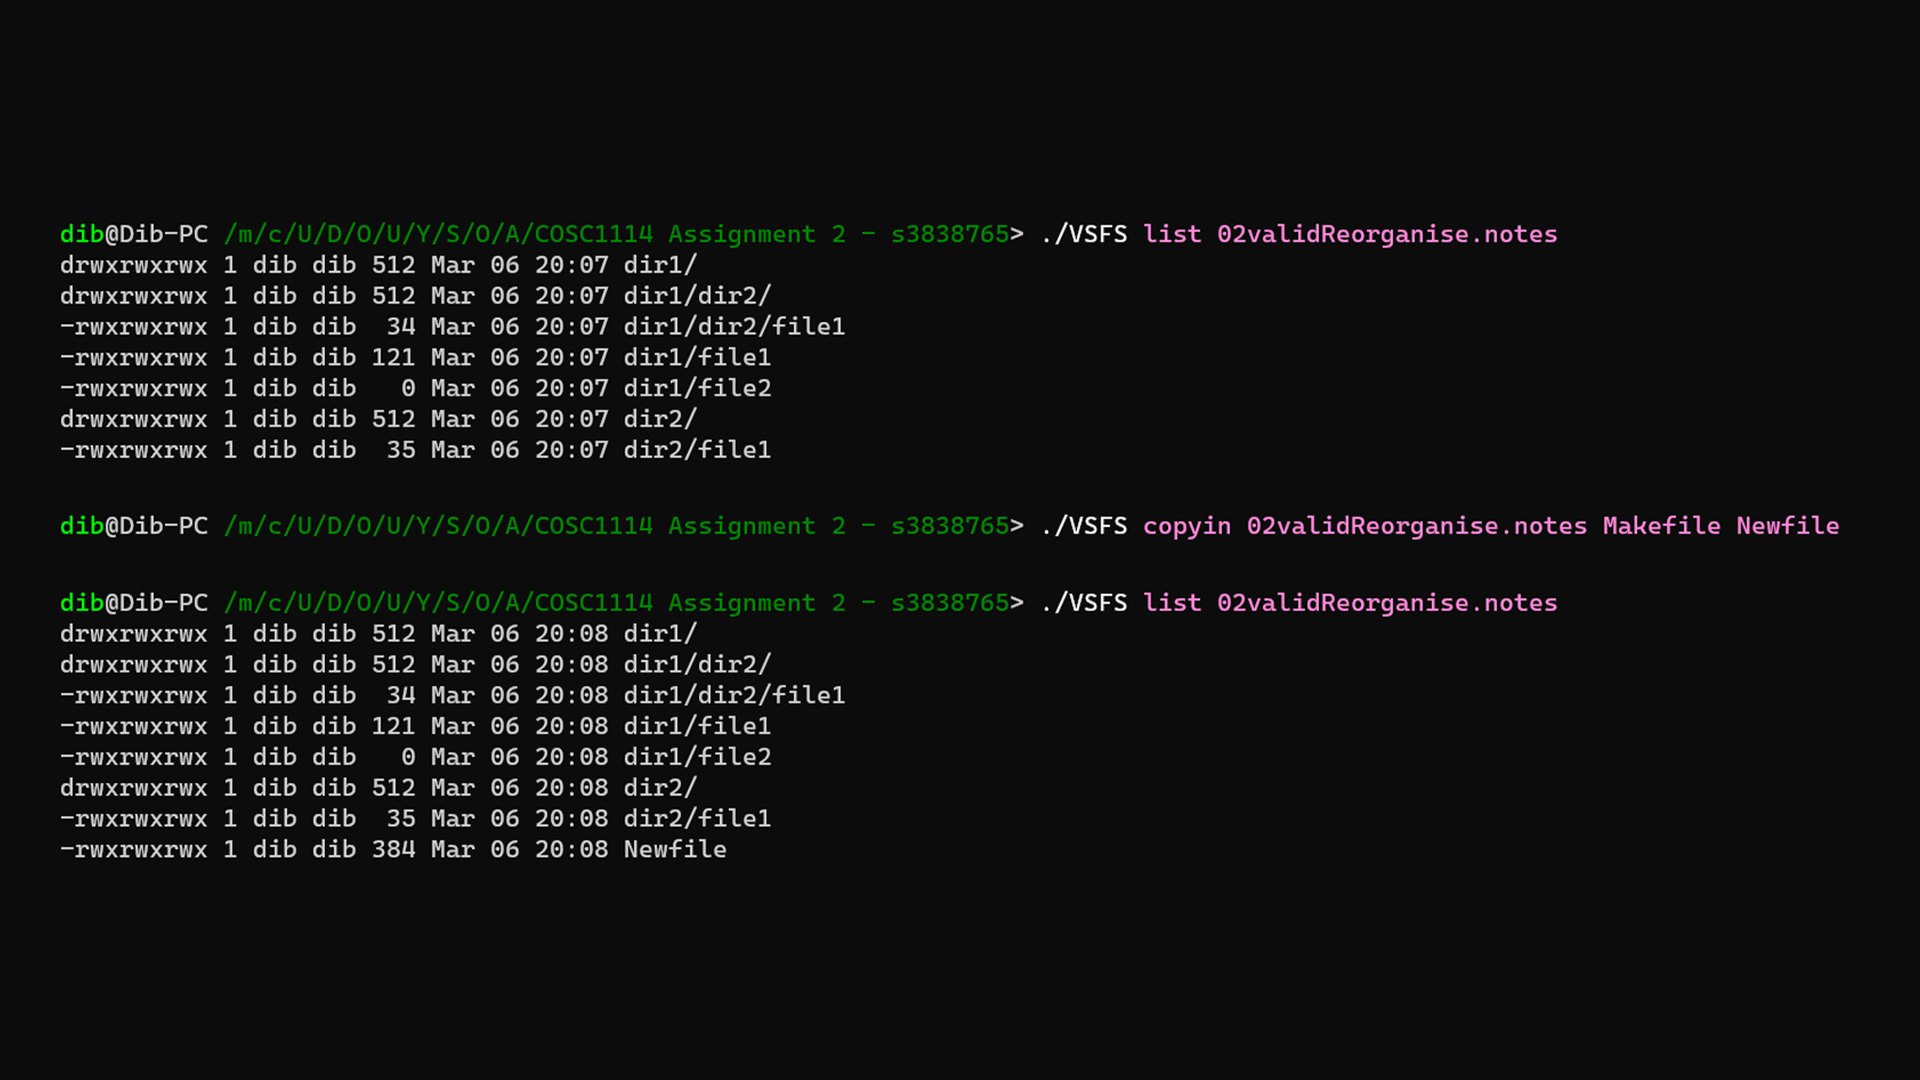 dib@Dib-PC /m/c/U/D/O/U/Y/S/O/A/COSC1114 Assignment 2 - s3838765> ./VSFS list 02validReorganise.notes
drwxrwxrwx 1 dib dib 512 Mar 06 20:07 dir1/
drwxrwxrwx 1 dib dib 512 Mar 06 20:07 dir1/dir2/
-rwxrwxrwx 1 dib dib  34 Mar 06 20:07 dir1/dir2/file1
-rwxrwxrwx 1 dib dib 121 Mar 06 20:07 dir1/file1
-rwxrwxrwx 1 dib dib   0 Mar 06 20:07 dir1/file2
drwxrwxrwx 1 dib dib 512 Mar 06 20:07 dir2/
-rwxrwxrwx 1 dib dib  35 Mar 06 20:07 dir2/file1
dib@Dib-PC /m/c/U/D/O/U/Y/S/O/A/COSC1114 Assignment 2 - s3838765> ./VSFS copyin 02validReorganise.notes Makefile Newfile
dib@Dib-PC /m/c/U/D/O/U/Y/S/O/A/COSC1114 Assignment 2 - s3838765> ./VSFS list 02validReorganise.notes
drwxrwxrwx 1 dib dib 512 Mar 06 20:08 dir1/
drwxrwxrwx 1 dib dib 512 Mar 06 20:08 dir1/dir2/
-rwxrwxrwx 1 dib dib  34 Mar 06 20:08 dir1/dir2/file1
-rwxrwxrwx 1 dib dib 121 Mar 06 20:08 dir1/file1
-rwxrwxrwx 1 dib dib   0 Mar 06 20:08 dir1/file2
drwxrwxrwx 1 dib dib 512 Mar 06 20:08 dir2/
-rwxrwxrwx 1 dib dib  35 Mar 06 20:08 dir2/file1
-rwxrwxrwx 1 dib dib 384 Mar 06 20:08 Newfile